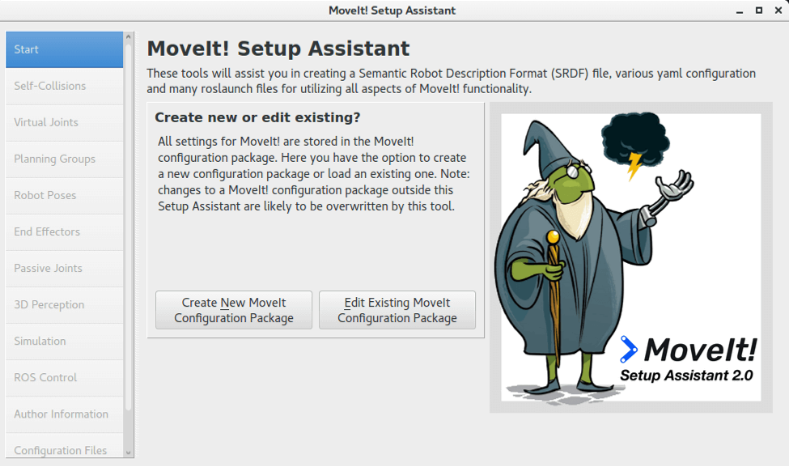 MoveIt! Setup Assistant
Start
Self-Collisions
Virtual Joints
Planning Groups
Robot Poses
End Effectors
Passive Joints
3D Perception
Simulation
ROS Control
Author Information
Configuration Files
MoveIt! Setup Assistant
These tools will assist you in creating a Semantic Robot Description Format (SRDF) file, various yaml configuration
and many roslaunch files for utilizing all aspects of MoveIt! functionality.
Create new or edit existing?
All settings for MoveIt! are stored in the MoveIt!
configuration package. Here you have the option to create
a new configuration package or load an existing one. Note:
changes to a MoveIt! configuration package outside this
Setup Assistant are likely to be overwritten by this tool.
Create New MoveIt
Configuration Package
Edit Existing MoveIt
Configuration Package
MoveIt!
Setup Assistant 2.0